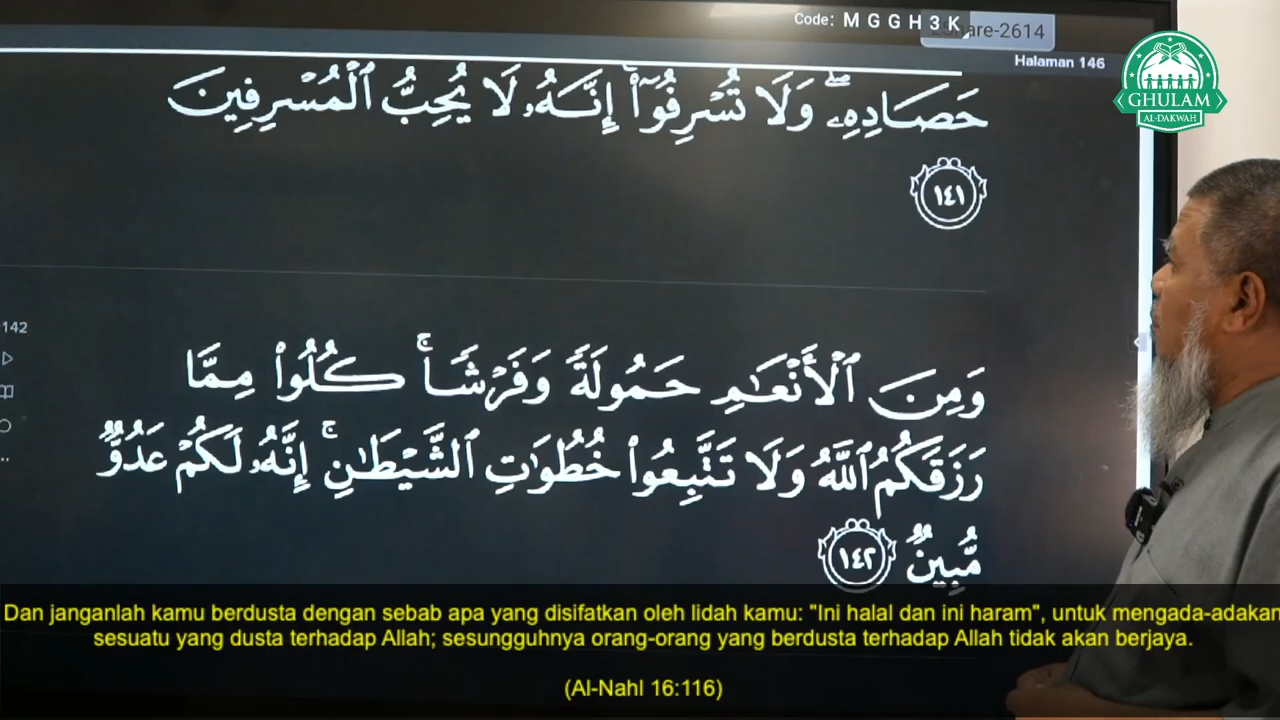 Code: MGGH3K
Share-2614
Halaman 146
GHULAM
AL-DAKWAH
حَصَادِهِۦۖ وَلَا تُسْرِفُوٓا۟ إِنَّهُۥ لَا يُحِبُّ ٱلْمُسْرِفِينَ
١٤١
142
وَمِنَ ٱلْأَنْعَـٰمِ حَمُولَةً وَفَرْشًاۚ كُلُوا۟ مِمَّا
رَزَقَكُمُ ٱللَّهُ وَلَا تَتَّبِعُوا۟ خُطُوَٰتِ ٱلشَّيْطَـٰنِۚ إِنَّهُۥ لَكُمْ عَدُوٌّ
مُّبِينٌ ١٤٢
Dan janganlah kamu berdusta dengan sebab apa yang disifatkan oleh lidah kamu: "Ini halal dan ini haram", untuk mengada-adakan
sesuatu yang dusta terhadap Allah; sesungguhnya orang-orang yang berdusta terhadap Allah tidak akan berjaya.
(Al-Nahl 16:116)